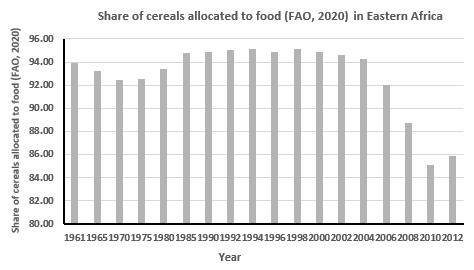 Share of cereals allocated to food (FAO, 2020) in Eastern Africa
Share of cereals allocated to food (FAO, 2020)
96.00
94.00
92.00
90.00
88.00
86.00
84.00
82.00
80.00
1961 1965 1970 1975 1980 1985 1990 1992 1994 1996 1998 2000 2002 2004 2006 2008 2010 2012
Year